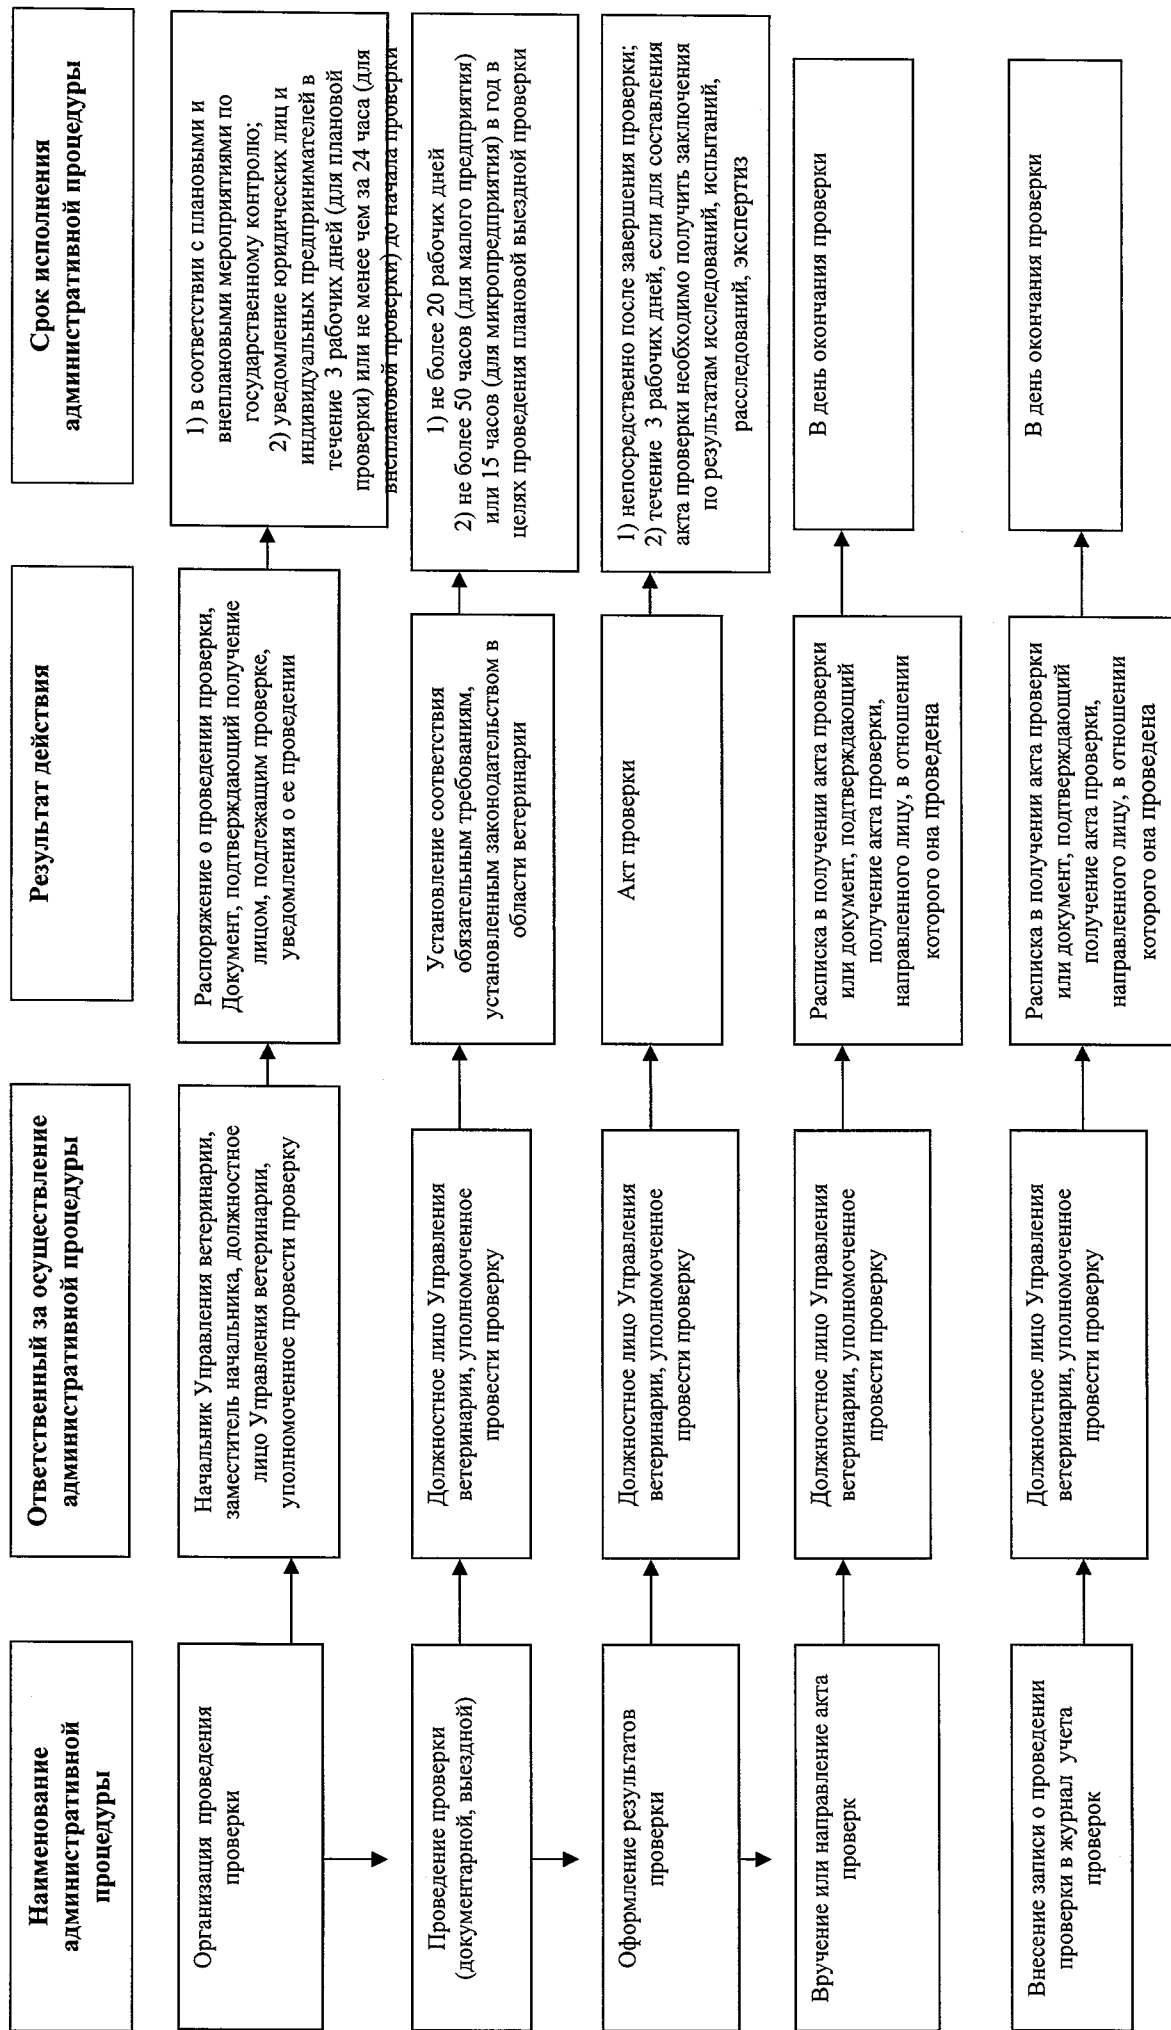 Наименование
административной
процедуры
Ответственный за осуществление
административной процедуры
Результат действия
Срок исполнения
административной процедуры
Организация проведения
проверки
Начальник Управления ветеринарии,
заместитель начальника, должностное
лицо Управления ветеринарии,
уполномоченное провести проверку
Распоряжение о проведении проверки,
Документ, подтверждающий получение
лицом, подлежащим проверке,
уведомления о ее проведении
1) в соответствии с плановыми и
внеплановыми мероприятиями по
государственному контролю;
2) уведомление юридических лиц и
индивидуальных предпринимателей в
течение 3 рабочих дней (для плановой
проверки) или не менее чем за 24 часа (для
внеплановой проверки) до начала проверки
Проведение проверки
(документарной, выездной)
Должностное лицо Управления
ветеринарии, уполномоченное
провести проверку
Установление соответствия
обязательным требованиям,
установленным законодательством в
области ветеринарии
1) не более 20 рабочих дней
2) не более 50 часов (для малого предприятия)
или 15 часов (для микропредприятия) в год в
целях проведения плановой выездной проверки
Оформление результатов
проверки
Должностное лицо Управления
ветеринарии, уполномоченное
провести проверку
Акт проверки
1) непосредственно после завершения проверки;
2) течение 3 рабочих дней, если для составления
акта проверки необходимо получить заключения
по результатам исследований, испытаний,
расследований, экспертиз
Вручение или направление акта
проверк
Должностное лицо Управления
ветеринарии, уполномоченное
провести проверку
Расписка в получении акта проверки
или документ, подтверждающий
получение акта проверки,
направленного лицу, в отношении
которого она проведена
В день окончания проверки
Внесение записи о проведении
проверки в журнал учета
проверок
Должностное лицо Управления
ветеринарии, уполномоченное
провести проверку
Расписка в получении акта проверки
или документ, подтверждающий
получение акта проверки,
направленного лицу, в отношении
которого она проведена
В день окончания проверки